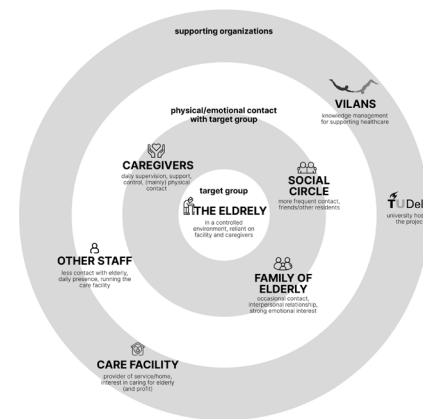 supporting organizations
VILANS
knowledge management
for supporting healthcare
physical/emotional contact
with target group
CAREGIVERS
daily supervision, support,
control, (mainly) physical
contact
SOCIAL
CIRCLE
more frequent contact,
friends/other residents
target group
THE ELDRELY
in a controlled
environment, reliant on
facility and caregivers
TUDel
university hos
the projec
OTHER STAFF
less contact with elderly,
daily presence, running the
care facility
FAMILY OF
ELDERLY
occasional contact,
interpersonal relationship,
strong emotional interest
CARE FACILITY
provider of service/home,
interest in caring for elderly
(and profit)